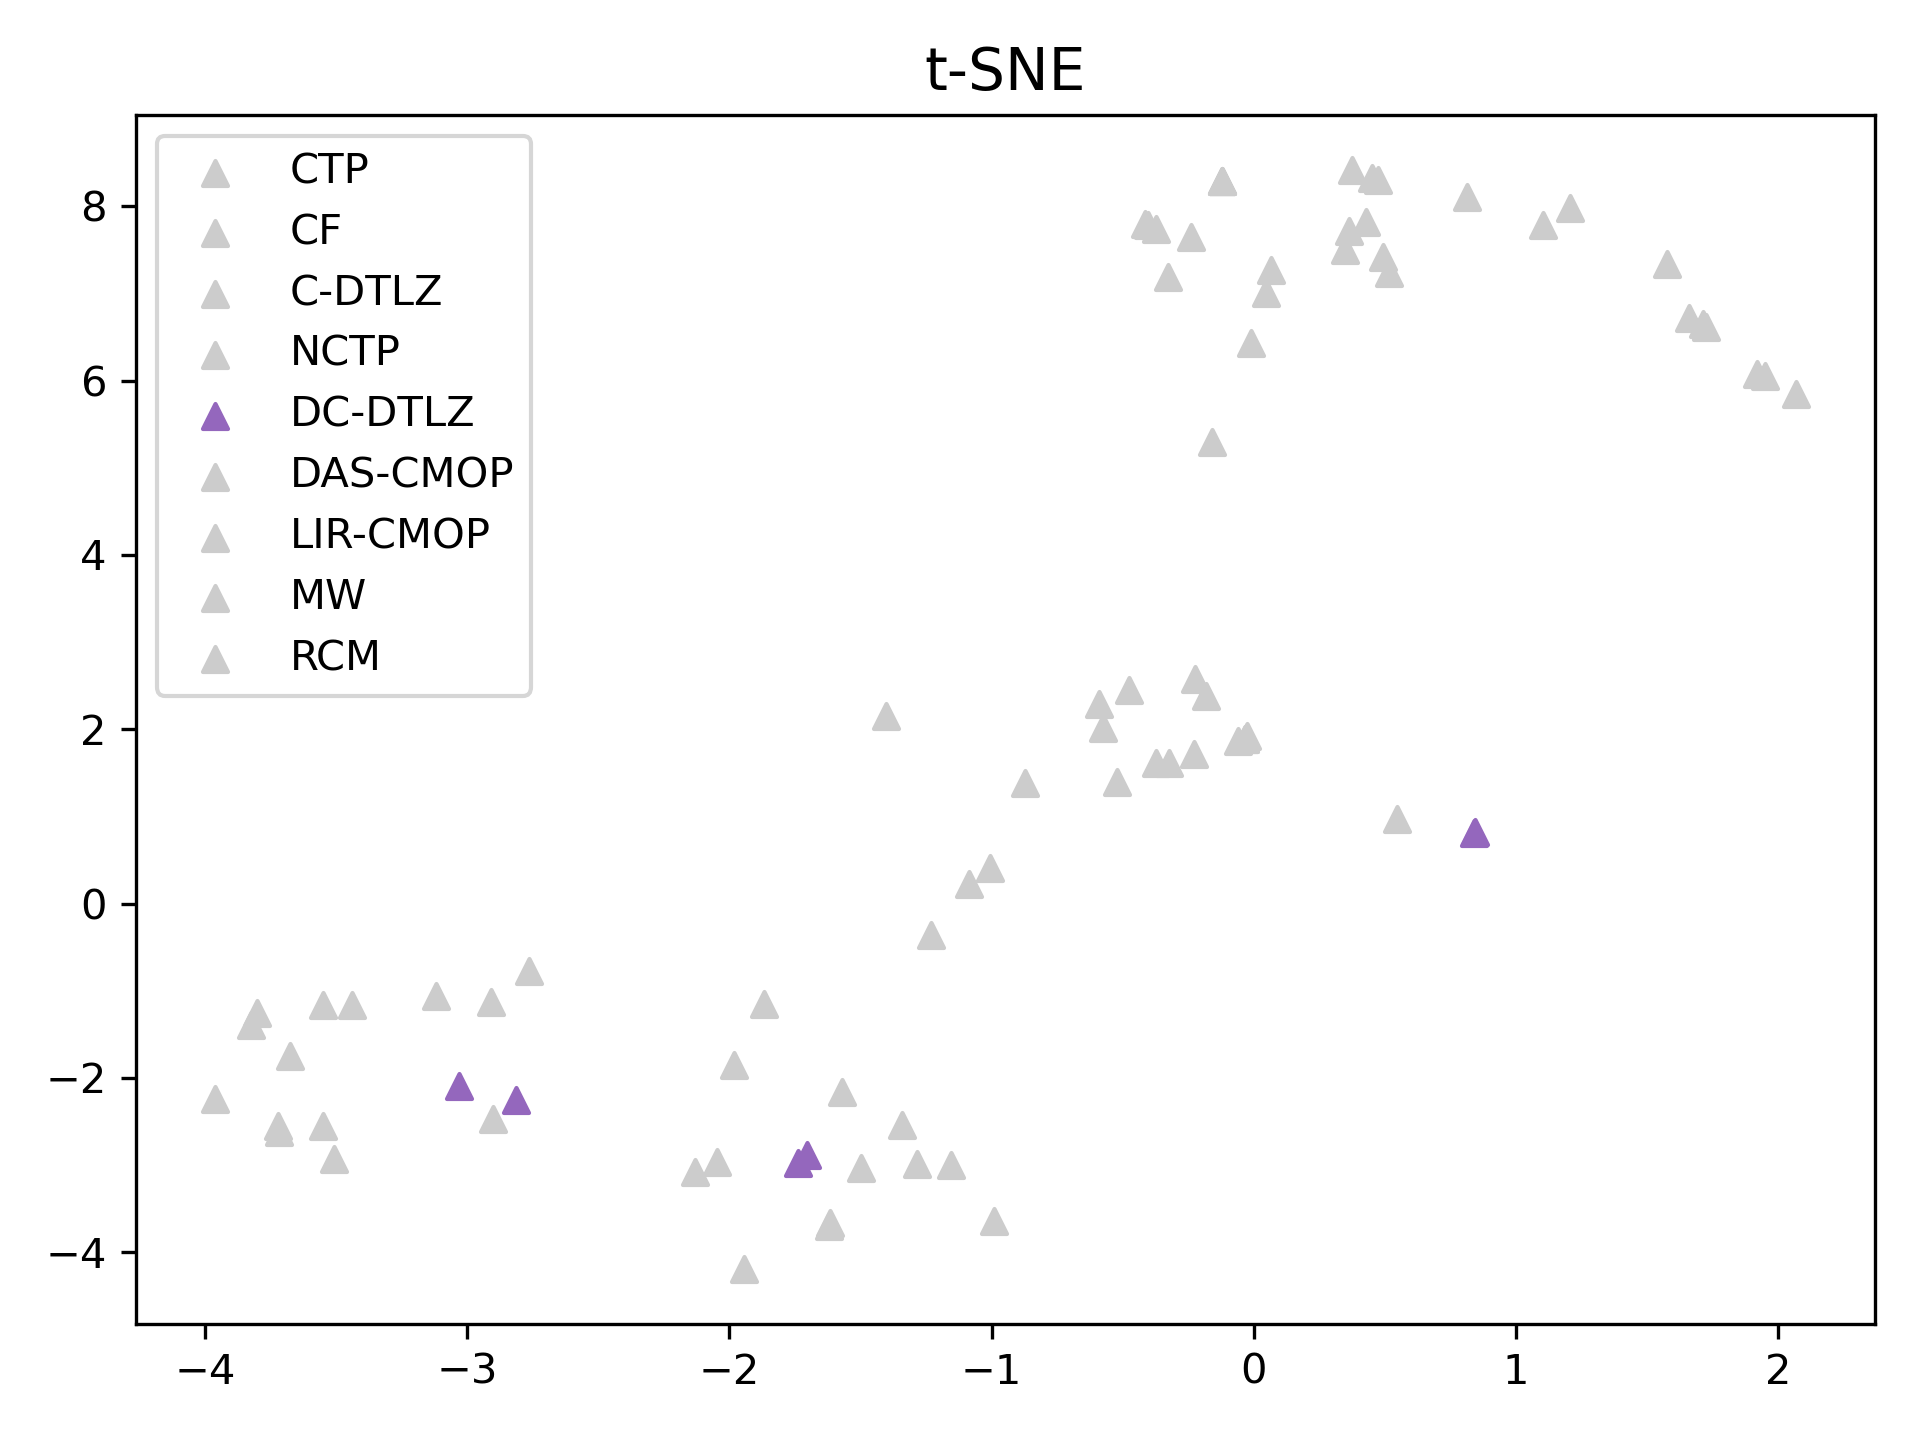 t-SNE
CTP
CF
C-DTLZ
NCTP
DC-DTLZ
DAS-CMOP
LIR-CMOP
MW
RCM
8
6
4
2
0
−2
−4
−4 −3 −2 −1 0 1 2